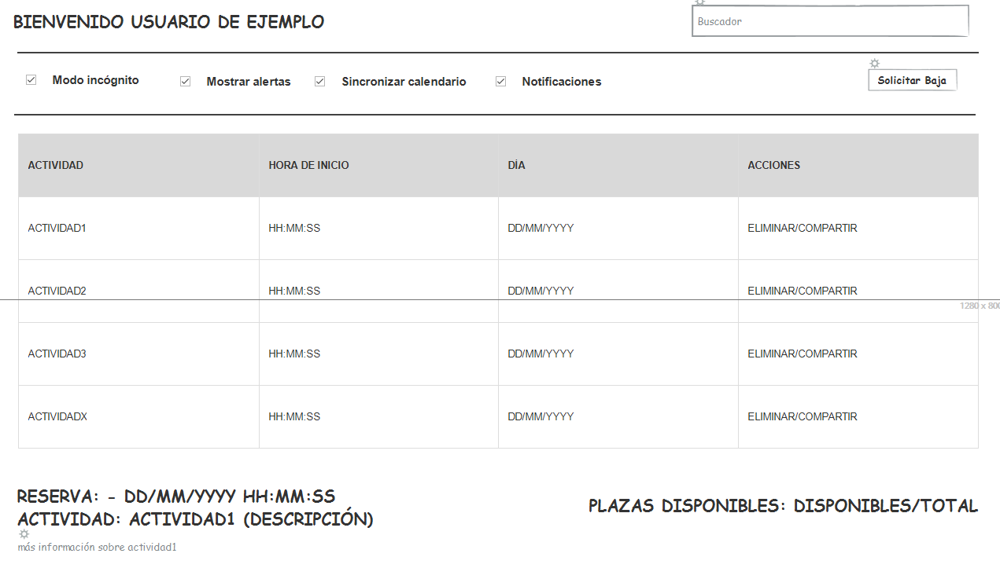 BIENVENIDO USUARIO DE EJEMPLO
Buscador
Modo incógnito Mostrar alertas Sincronizar calendario Notificaciones Solicitar Baja
ACTIVIDAD HORA DE INICIO DÍA ACCIONES
ACTIVIDAD1 HH:MM:SS DD/MM/YYYY ELIMINAR/COMPARTIR
ACTIVIDAD2 HH:MM:SS DD/MM/YYYY ELIMINAR/COMPARTIR
1280 x 800
ACTIVIDAD3 HH:MM:SS DD/MM/YYYY ELIMINAR/COMPARTIR
ACTIVIDADX HH:MM:SS DD/MM/YYYY ELIMINAR/COMPARTIR
RESERVA: - DD/MM/YYYY HH:MM:SS
PLAZAS DISPONIBLES: DISPONIBLES/TOTAL
ACTIVIDAD: ACTIVIDAD1 (DESCRIPCIÓN)
más información sobre actividad1